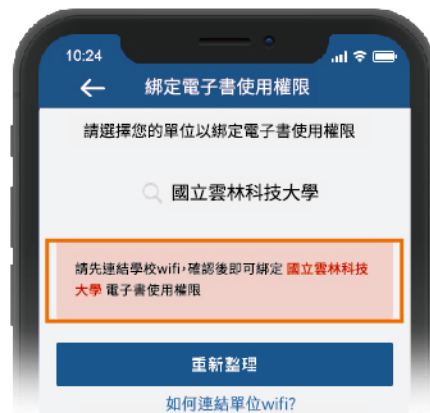 10:24
綁定電子書使用權限
請選擇您的單位以綁定電子書使用權限
國立雲林科技大學
請先連結學校wifi,確認後即可綁定 國立雲林科技
大學 電子書使用權限
重新整理
如何連結單位wifi?